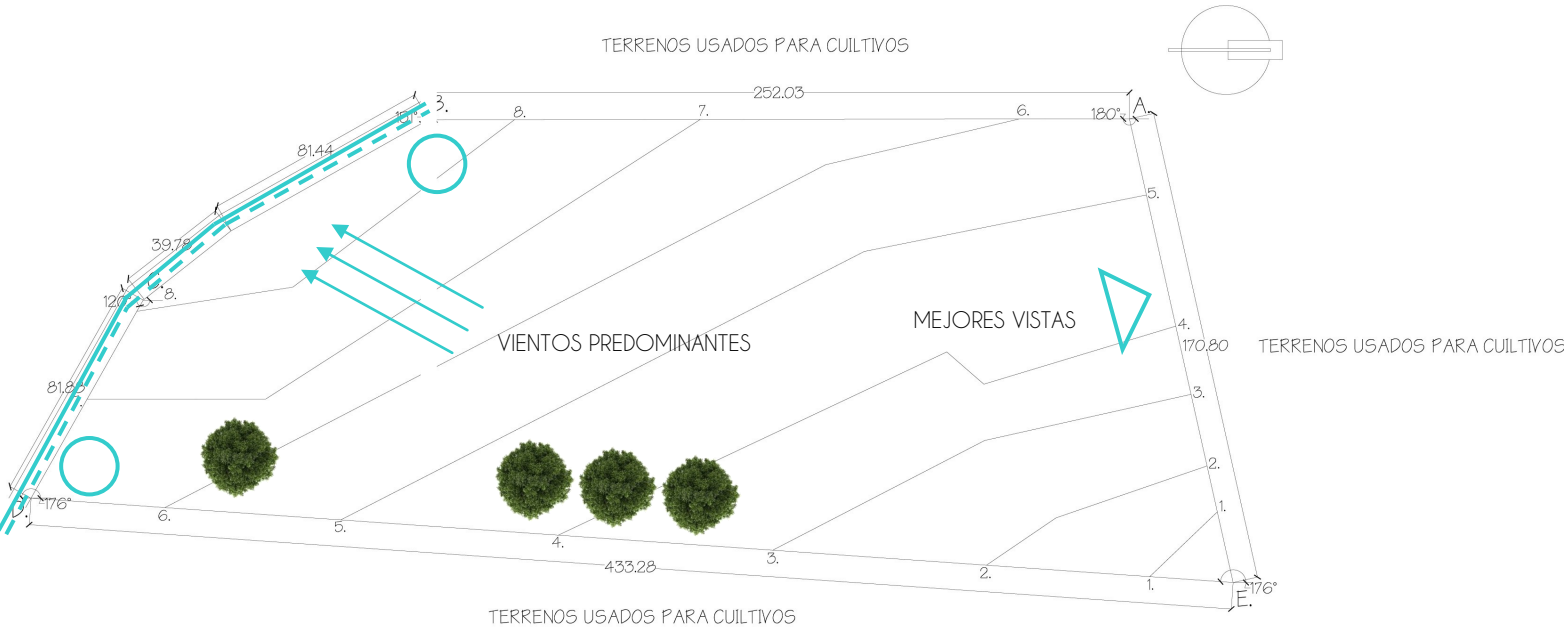 TERRENOS USADOS PARA CUILTIVOS
252.03
B.
151°
8.
7.
6.
180°
A.
81.44
5.
39.78
C.
120°
8.
MEJORES VISTAS
4.
170.80
TERRENOS USADOS PARA CUILTIVOS
VIENTOS PREDOMINANTES
81.83
7.
3.
2.
1.
D.
176°
6.
5.
4.
3.
2.
1.
433.28
E.
176°
TERRENOS USADOS PARA CUILTIVOS